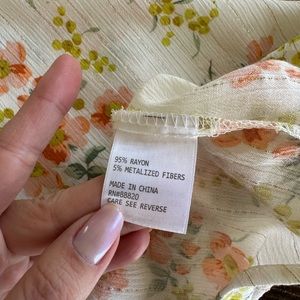 95% RAYON
5% METALIZED FIBERS
MADE IN CHINA
RN#88820
CARE SEE REVERSE